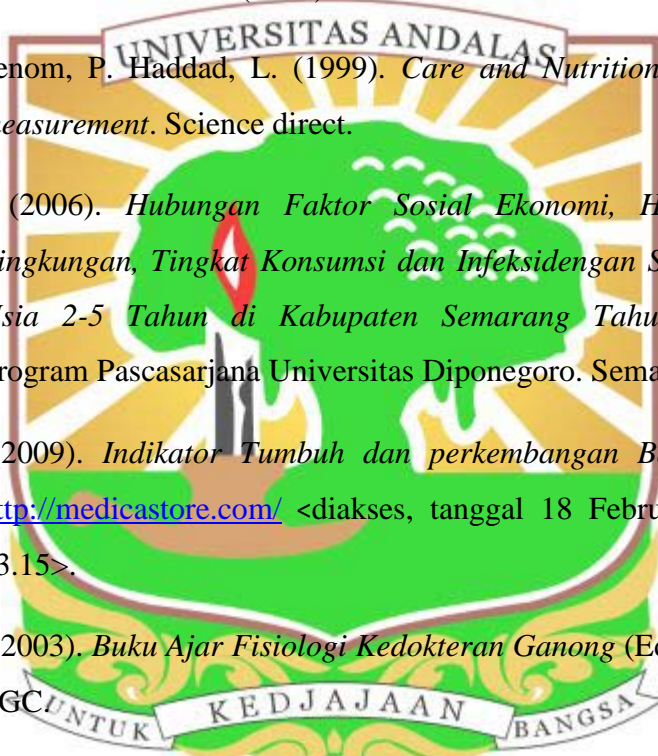 UNIVERSITAS ANDALAS
enom, P. Haddad, L. (1999). Care and Nutrition
easurement. Science direct.
(2006). Hubungan Faktor Sosial Ekonomi, H
ingkungan, Tingkat Konsumsi dan Infeksidengan S
sia 2-5 Tahun di Kabupaten Semarang Tahu
rogram Pascasarjana Universitas Diponegoro. Sema
2009). Indikator Tumbuh dan perkembangan B
ttp://medicastore.com/ <diakses, tanggal 18 Febru
3.15>.
2003). Buku Ajar Fisiologi Kedokteran Ganong (Ed
GC.
UNTUK KEDJAJAAN BANGSA